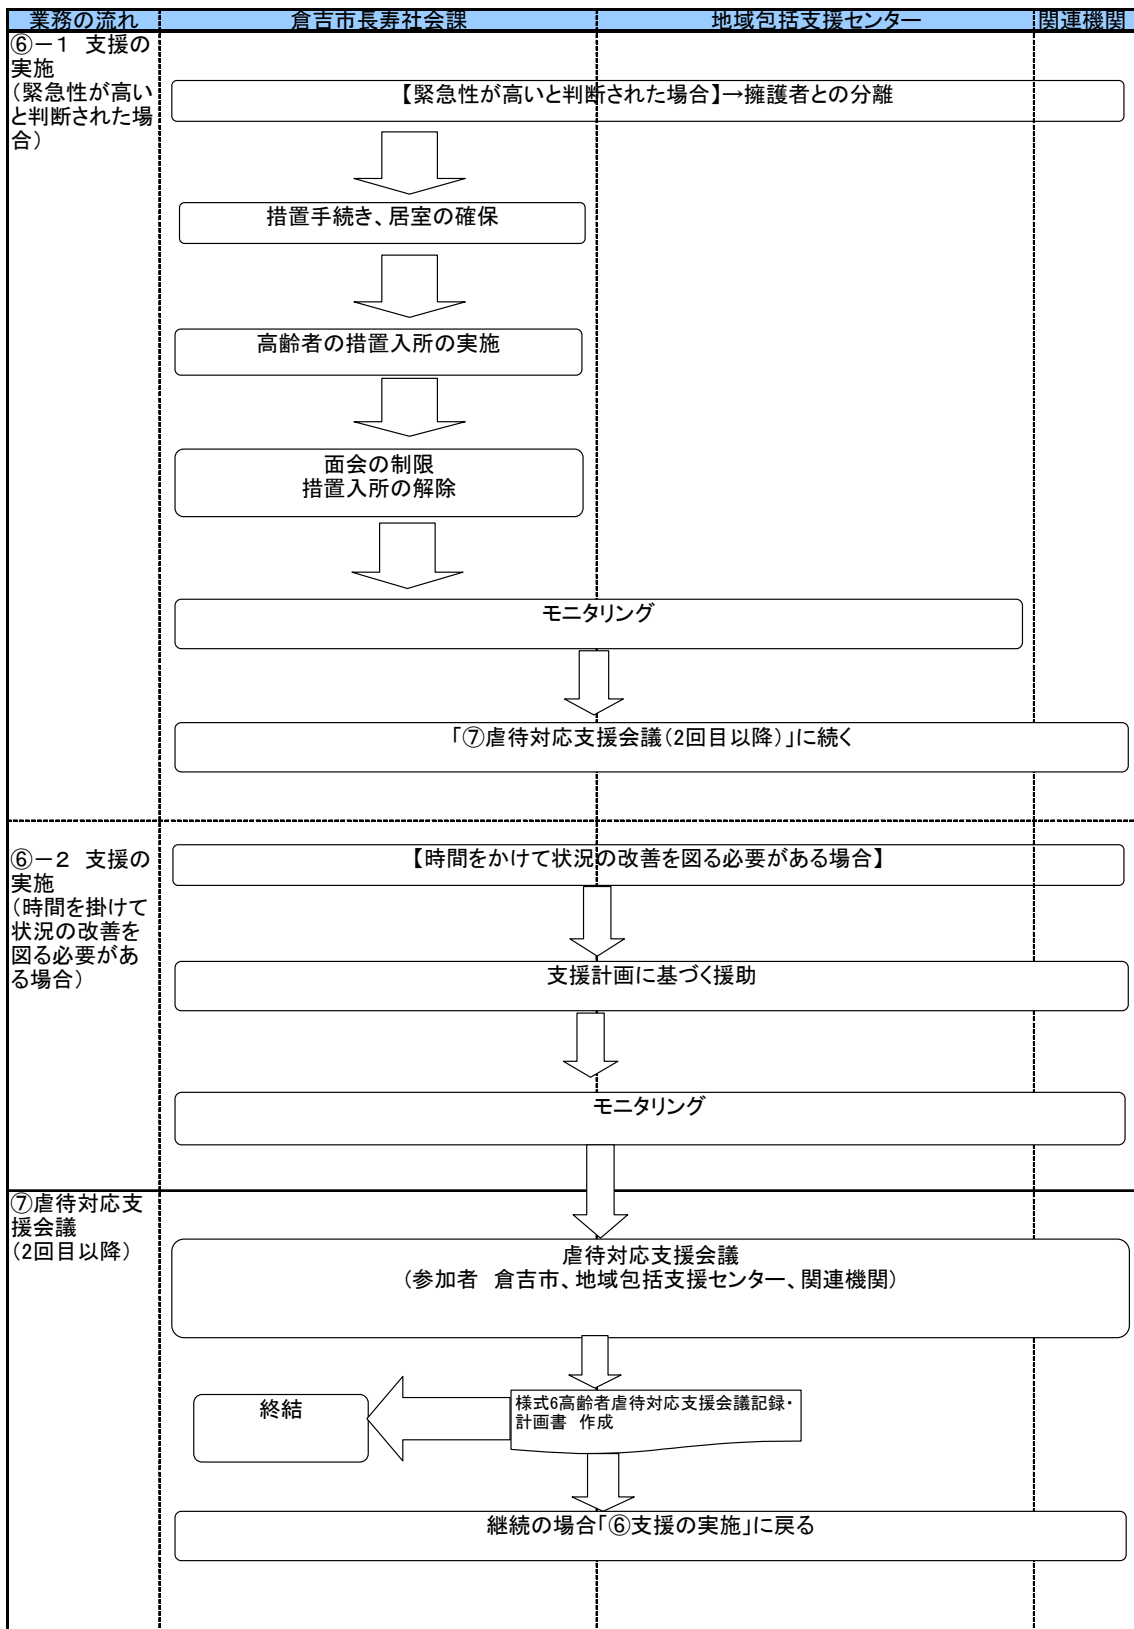 業務の流れ 倉吉市長寿社会課 地域包括支援センター 関連機関
⑥－1 支援の
実施
(緊急性が高い
と判断された場
合)
【緊急性が高いと判断された場合】→擁護者との分離
措置手続き、居室の確保
高齢者の措置入所の実施
面会の制限
措置入所の解除
モニタリング
「⑦虐待対応支援会議(2回目以降)」に続く
⑥－2 支援の
実施
(時間を掛けて
状況の改善を
図る必要があ
る場合)
【時間をかけて状況の改善を図る必要がある場合】
支援計画に基づく援助
モニタリング
⑦虐待対応支
援会議
(2回目以降)
虐待対応支援会議
(参加者 倉吉市、地域包括支援センター、関連機関)
様式6高齢者虐待対応支援会議記録・
計画書 作成
終結
継続の場合「⑥支援の実施」に戻る